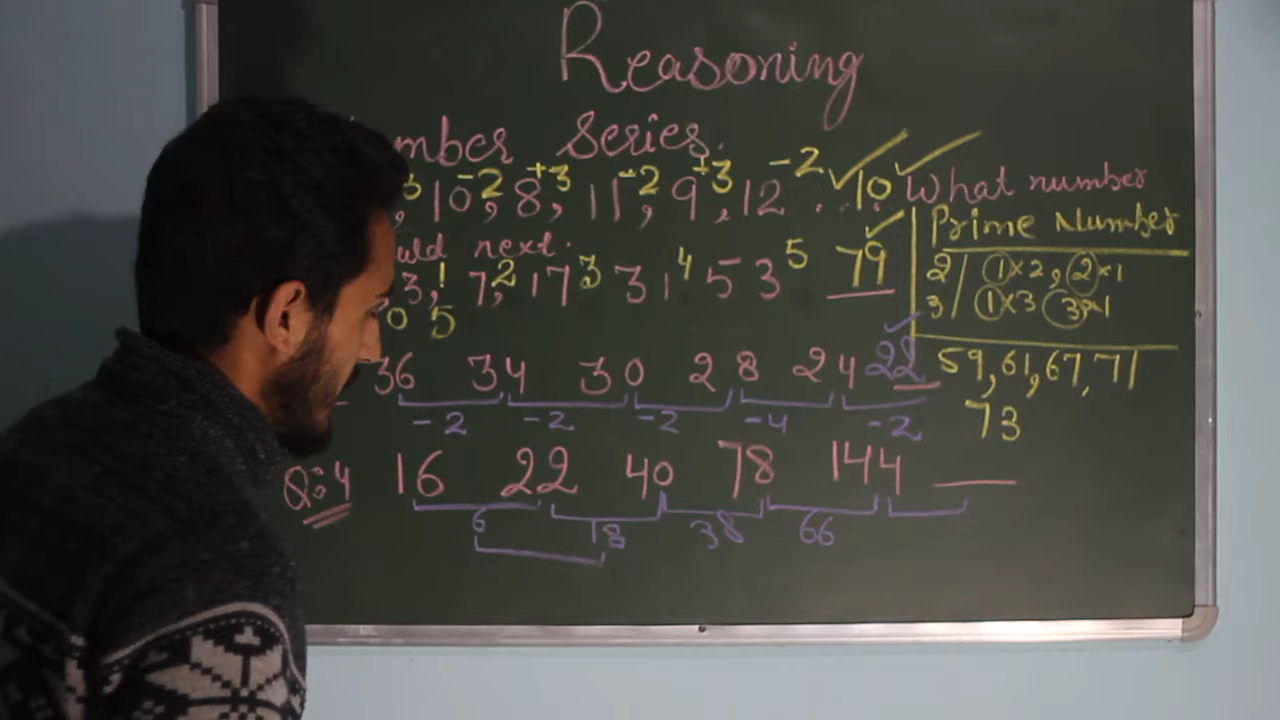 Reasoning
mber Series.
3 -2 +3 -2 +3 -2
, 10, 8, 11, 9, 12 ... 10 What number
uld next.
3, 1 7, 2 17 3 31 4 53 5 79
0 5
Prime Number
2/ 1×2, 2×1
3/ 1×3 3×1
59, 61, 67, 71
73
36 34 30 28 24 22
-2 -2 -2 -4 -2
Q:4 16 22 40 78 144 ___
6 18 38 66